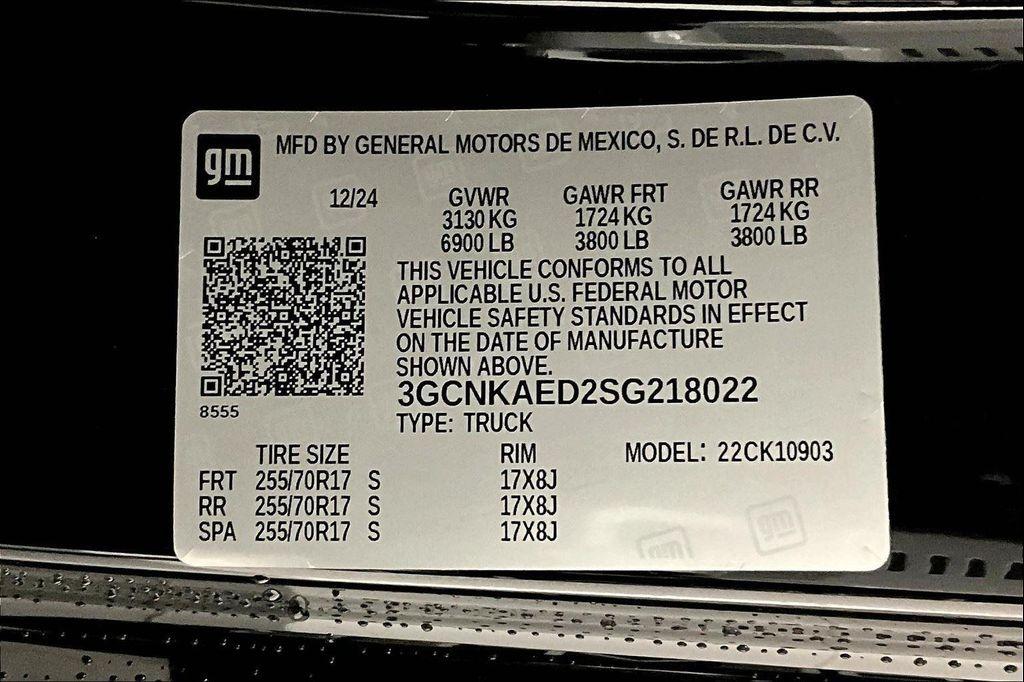 gm
MFD BY GENERAL MOTORS DE MEXICO, S. DE R.L. DE C.V.
12/24 GVWR GAWR FRT GAWR RR
3130 KG 1724 KG 1724 KG
6900 LB 3800 LB 3800 LB
THIS VEHICLE CONFORMS TO ALL
APPLICABLE U.S. FEDERAL MOTOR
VEHICLE SAFETY STANDARDS IN EFFECT
ON THE DATE OF MANUFACTURE
SHOWN ABOVE.
3GCNKAED2SG218022
8555
TYPE: TRUCK
TIRE SIZE RIM MODEL: 22CK10903
FRT 255/70R17 S 17X8J
RR 255/70R17 S 17X8J
SPA 255/70R17 S 17X8J
gm
gm